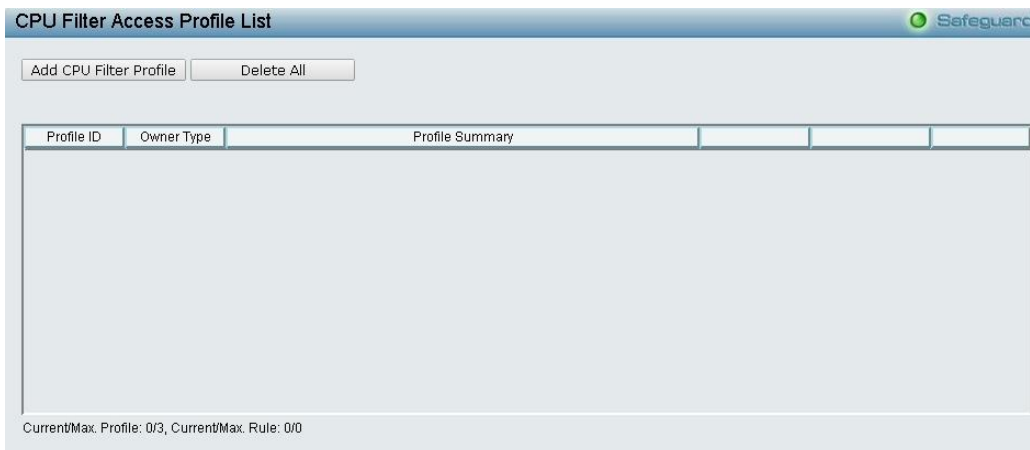 CPU Filter Access Profile List
Safeguard
Add CPU Filter Profile Delete All
Profile ID Owner Type Profile Summary
Current/Max. Profile: 0/3, Current/Max. Rule: 0/0